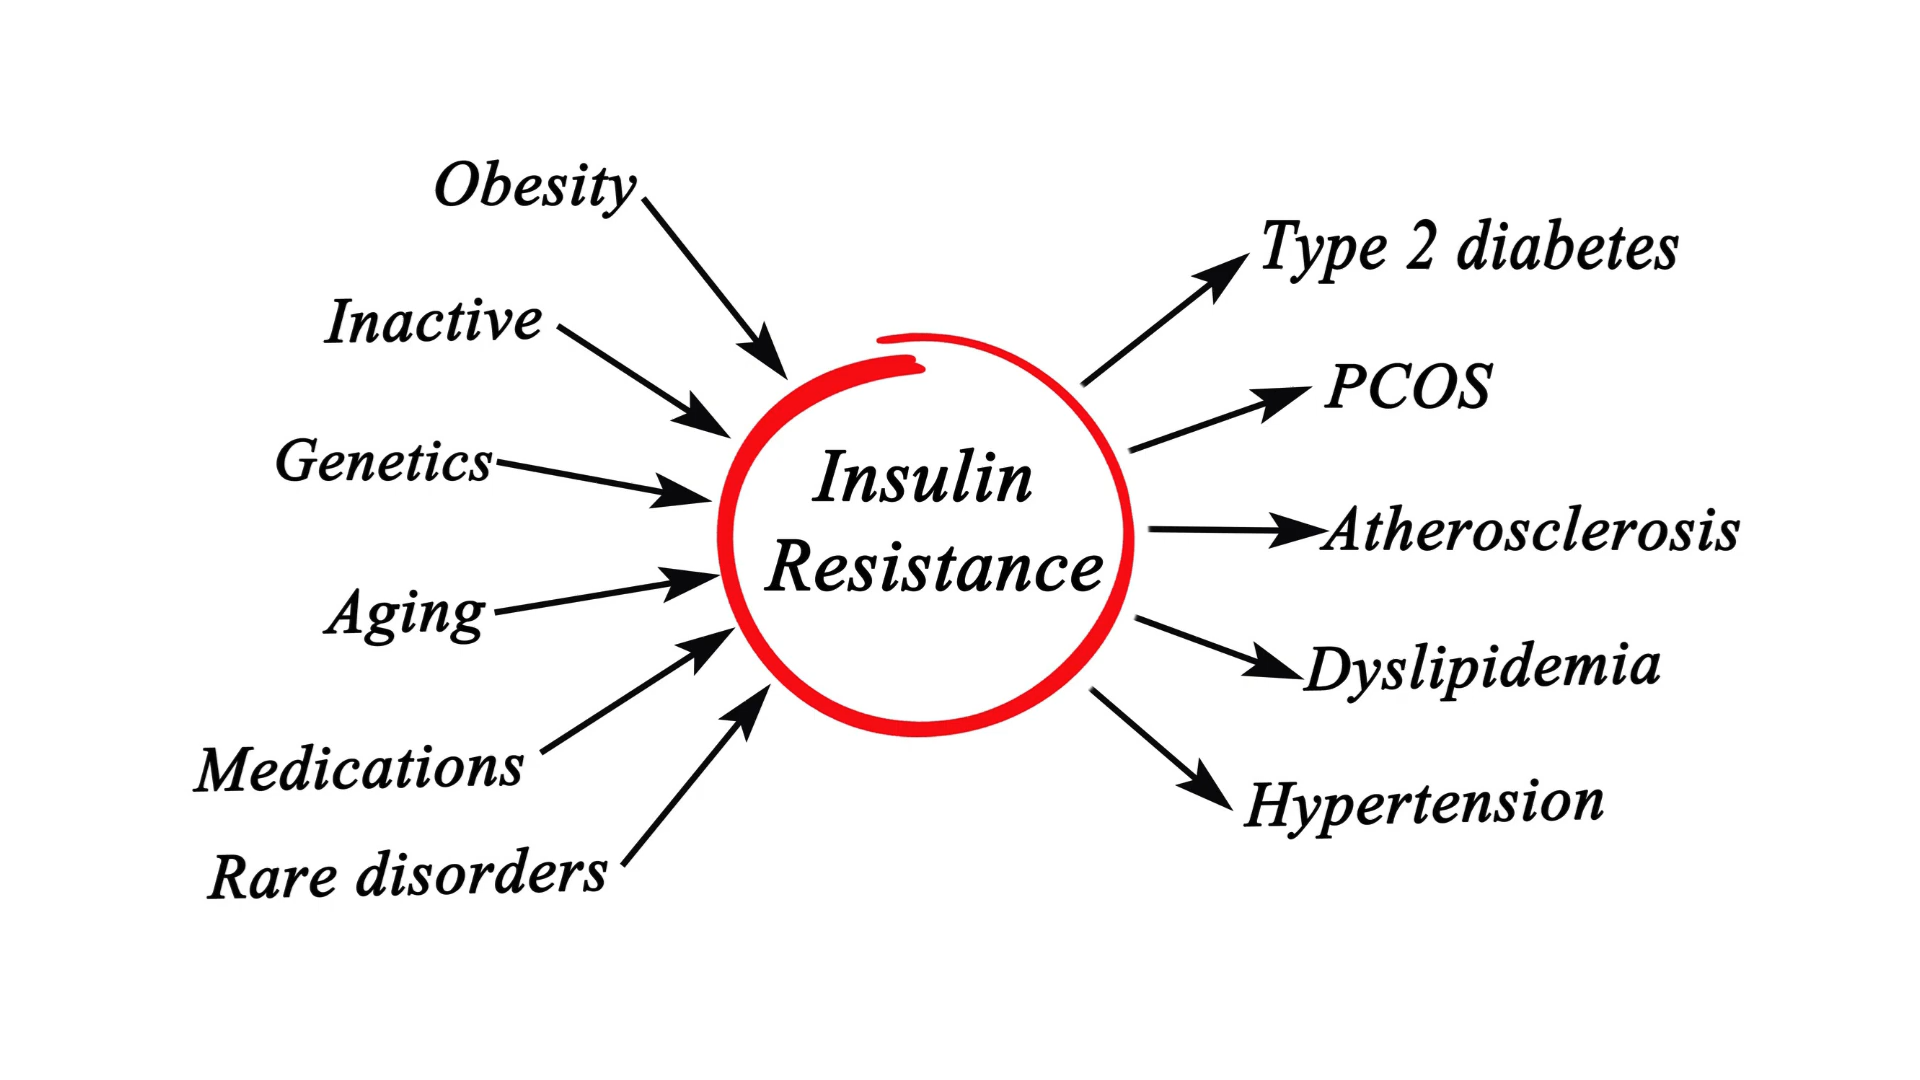 Obesity
Inactive
Genetics
Aging
Medications
Rare disorders
Insulin
Resistance
Type 2 diabetes
PCOS
Atherosclerosis
Dyslipidemia
Hypertension